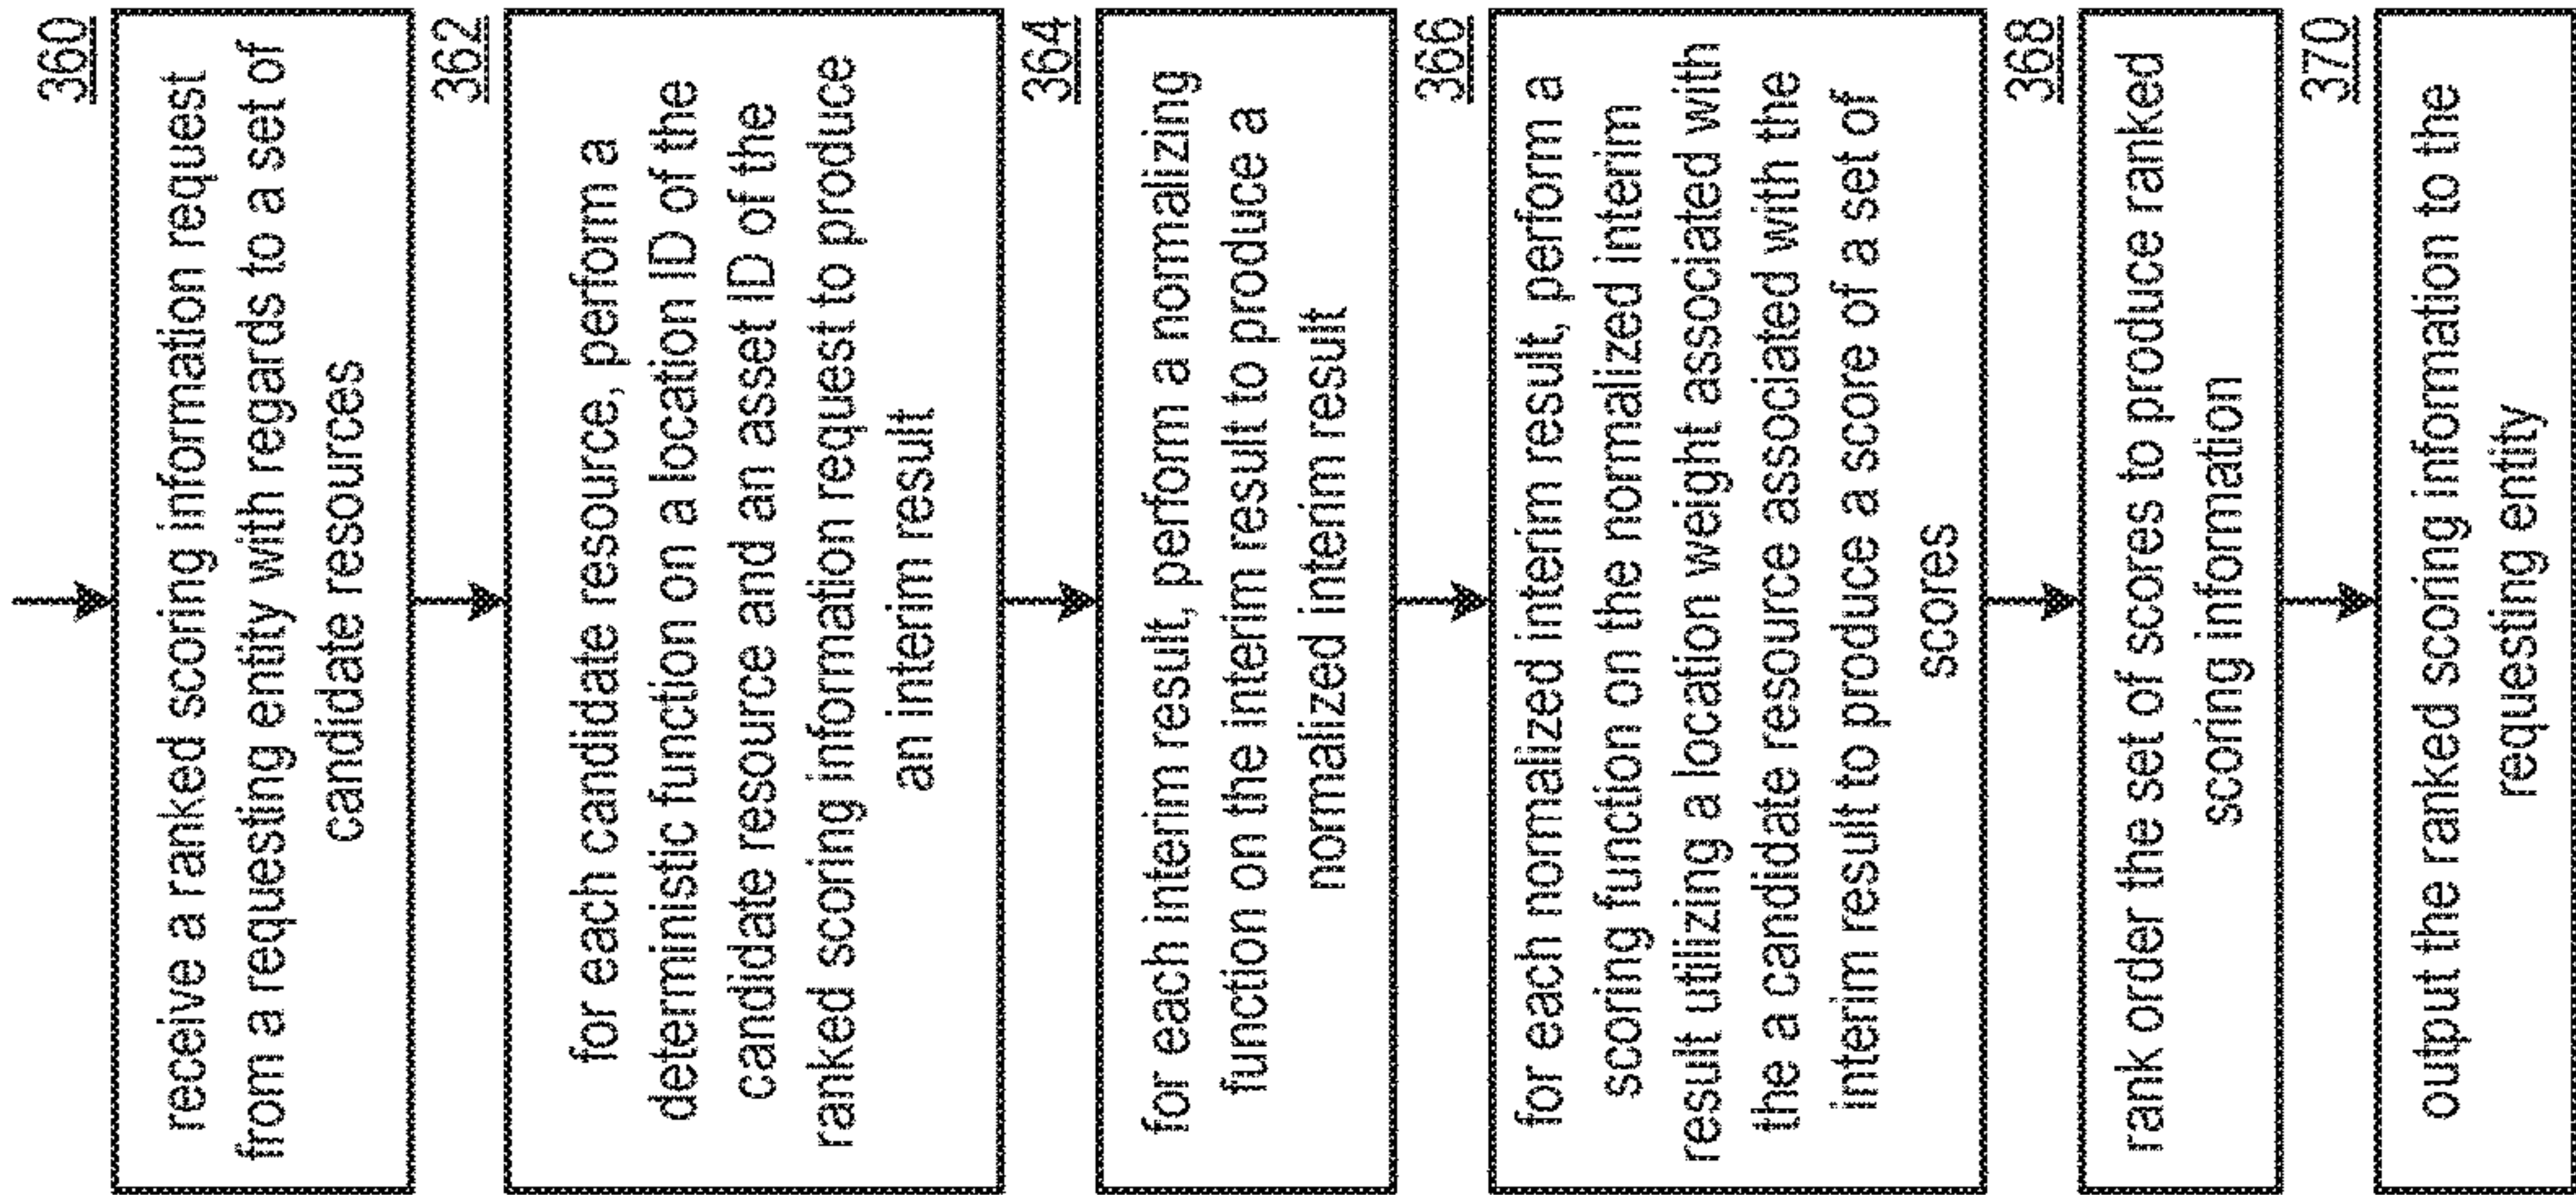 360
receive a ranked scoring information request
from a requesting entity with regards to a set of
candidate resources
362
for each candidate resource, perform a
deterministic function on a location ID of the
candidate resource and an asset ID of the
ranked scoring information request to produce
an interim result
364
for each interim result, perform a normalizing
function on the interim result to produce a
normalized interim result
366
for each normalized interim result, perform a
scoring function on the normalized interim
result utilizing a location weight associated with
the a candidate resource associated with the
interim result to produce a score of a set of
scores
368
rank order the set of scores to produce ranked
scoring information
370
output the ranked scoring information to the
requesting entity